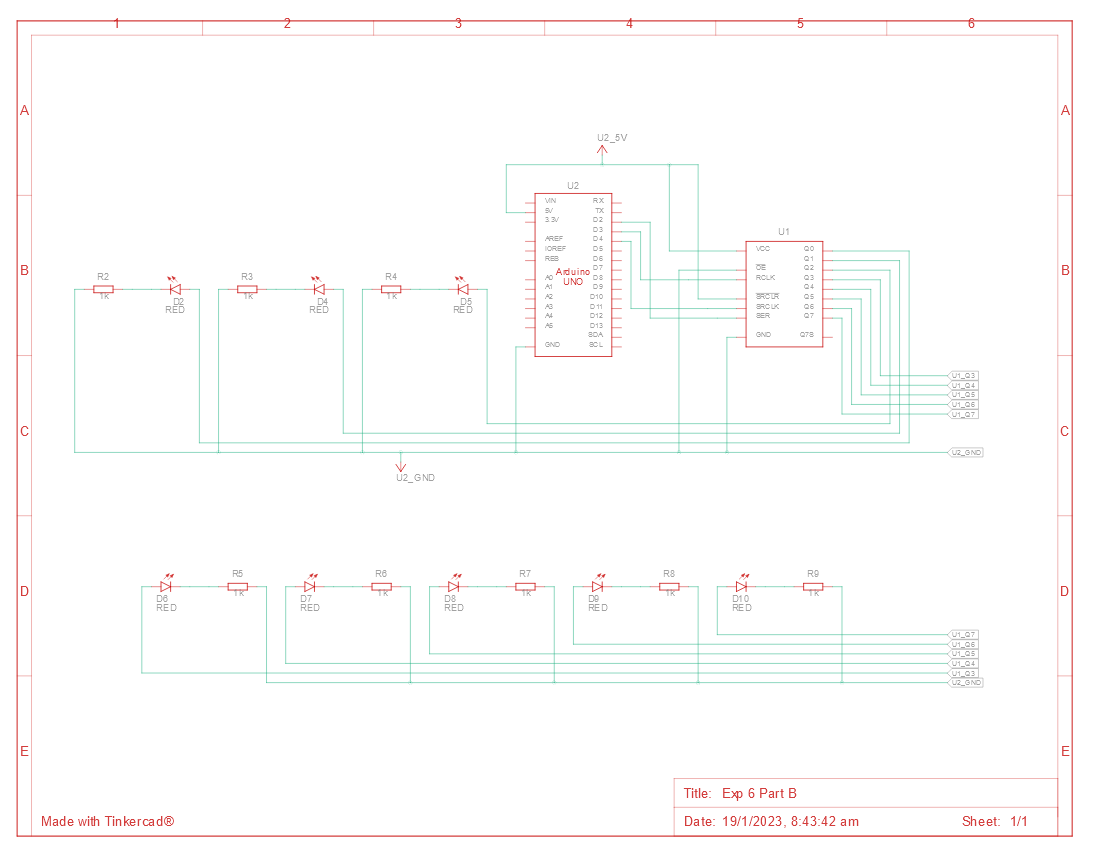 1 2 3 4 5 6
A A
U2_5V
U2
VIN RX
5V TX
3.3V D2
D3
AREF D4
IOREF D5
RES D6
D7
A0 D8
A1 D9
A2 D10
A3 D11
A4 D12
A5 D13
SDA
GND SCL
Arduino
UNO
U1
VCC Q0
Q1
OE Q2
RCLK Q3
Q4
SRCLR Q5
SRCLK Q6
SER Q7
GND Q7S
B B
R2 R3 R4
1k 1k 1k
D2 D4 D5
RED RED RED
U1_Q3
U1_Q4
U1_Q5
U1_Q6
U1_Q7
C C
U2_GND
U2_GND
R5 R6 R7 R8 R9
1k 1k 1k 1k 1k
D D
D6 D7 D8 D9 D10
RED RED RED RED RED
U1_Q7
U1_Q6
U1_Q5
U1_Q4
U1_Q3
U2_GND
E E
Title: Exp 6 Part B
Made with Tinkercad®
Date: 19/1/2023, 8:43:42 am Sheet: 1/1